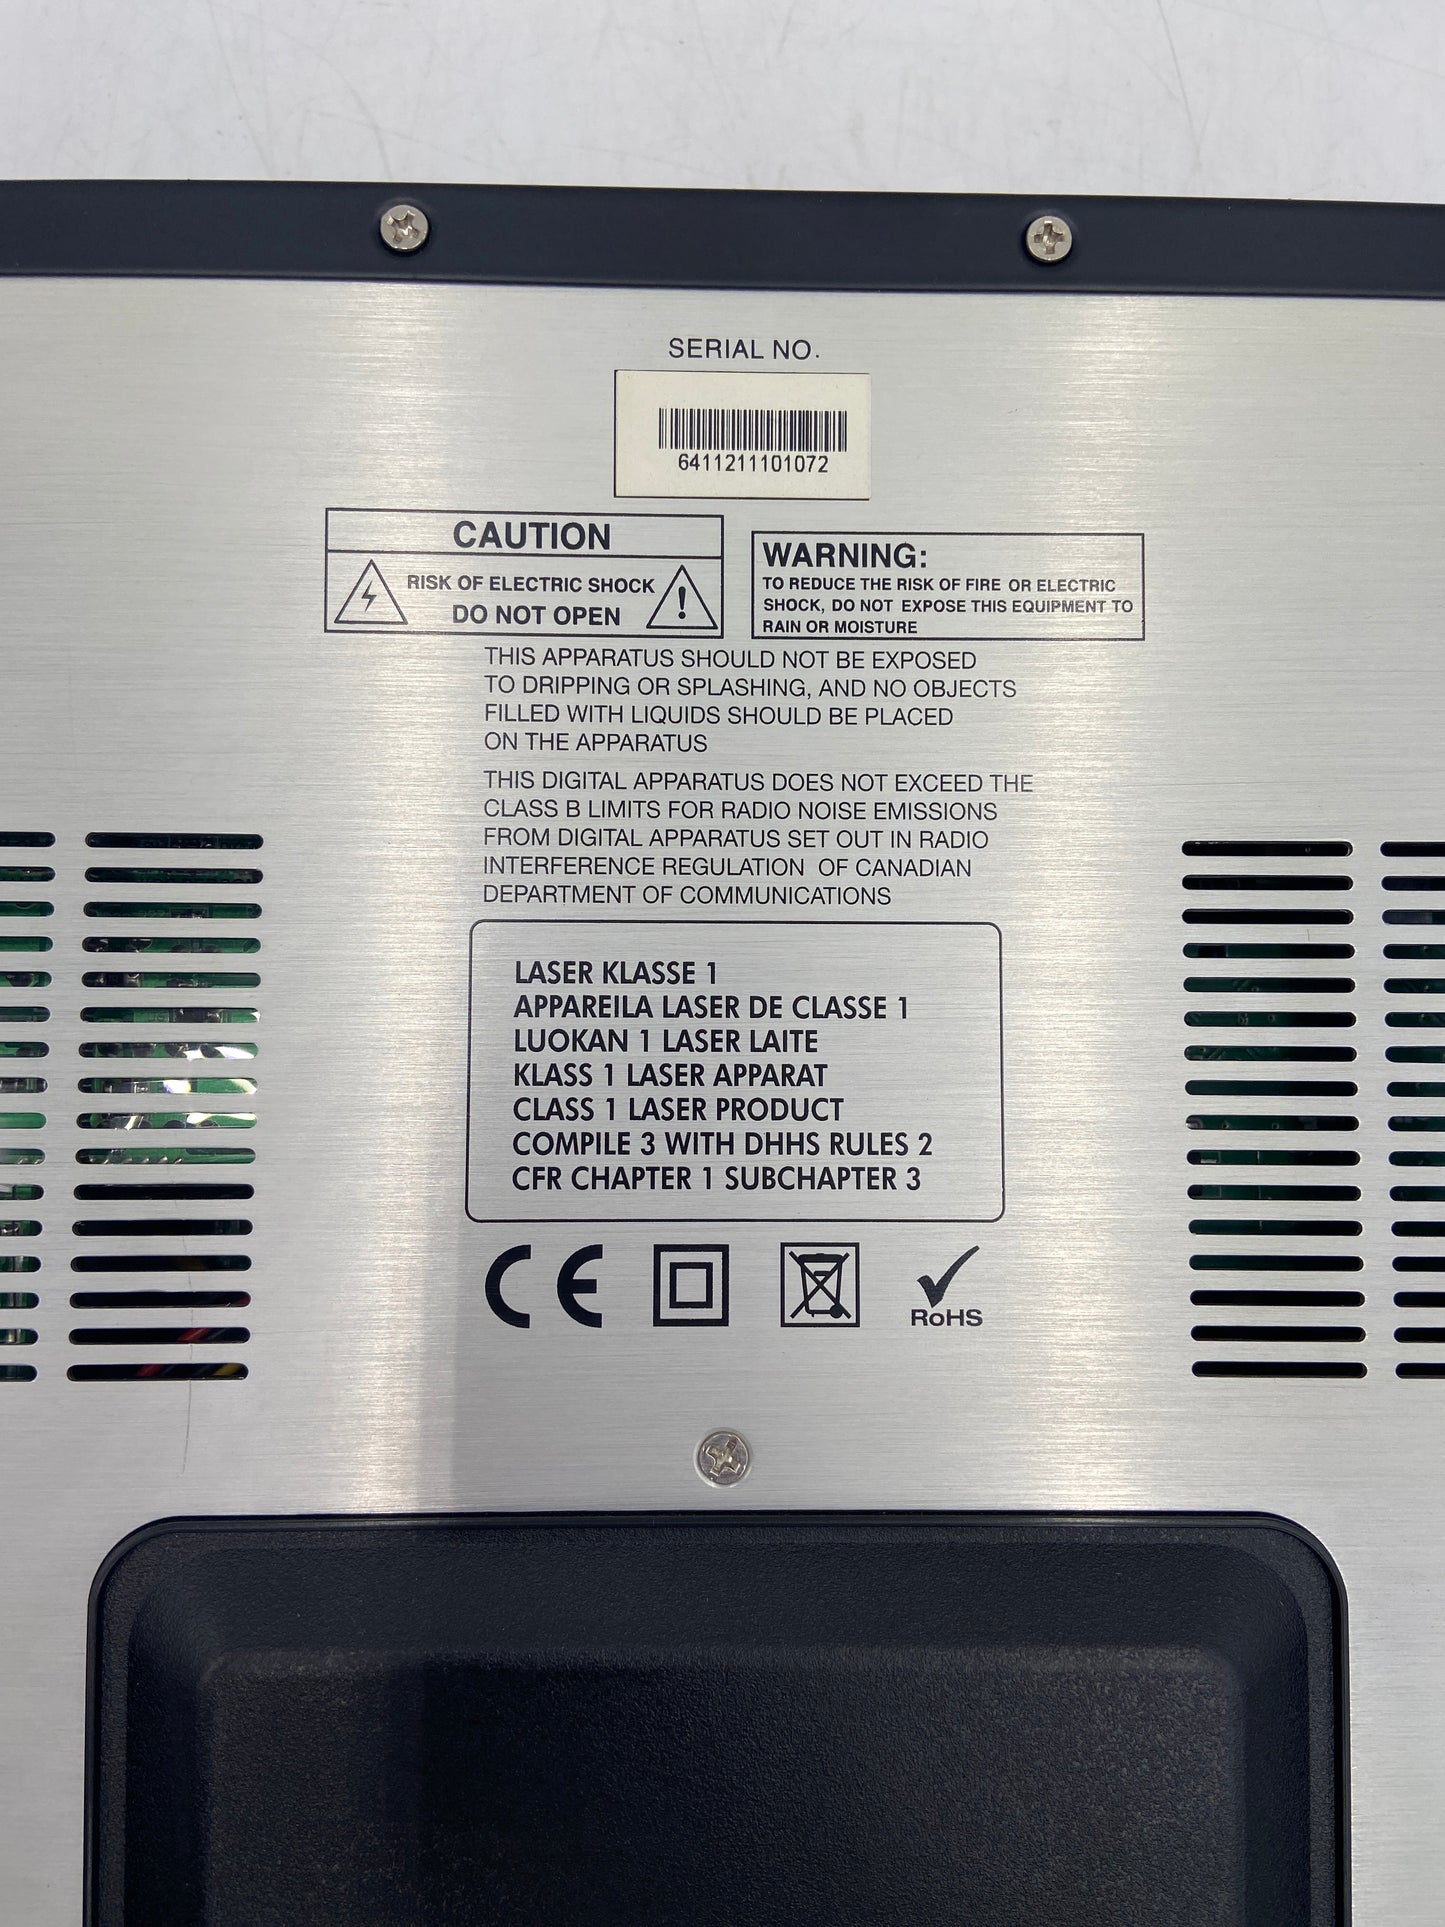 SERIAL NO.
6411211101072
CAUTION
RISK OF ELECTRIC SHOCK
DO NOT OPEN
WARNING:
TO REDUCE THE RISK OF FIRE OR ELECTRIC
SHOCK, DO NOT EXPOSE THIS EQUIPMENT TO
RAIN OR MOISTURE
THIS APPARATUS SHOULD NOT BE EXPOSED
TO DRIPPING OR SPLASHING, AND NO OBJECTS
FILLED WITH LIQUIDS SHOULD BE PLACED
ON THE APPARATUS
THIS DIGITAL APPARATUS DOES NOT EXCEED THE
CLASS B LIMITS FOR RADIO NOISE EMISSIONS
FROM DIGITAL APPARATUS SET OUT IN RADIO
INTERFERENCE REGULATION OF CANADIAN
DEPARTMENT OF COMMUNICATIONS
LASER KLASSE 1
APPAREILA LASER DE CLASSE 1
LUOKAN 1 LASER LAITE
KLASS 1 LASER APPARAT
CLASS 1 LASER PRODUCT
COMPILE 3 WITH DHHS RULES 2
CFR CHAPTER 1 SUBCHAPTER 3
CE
RoHS